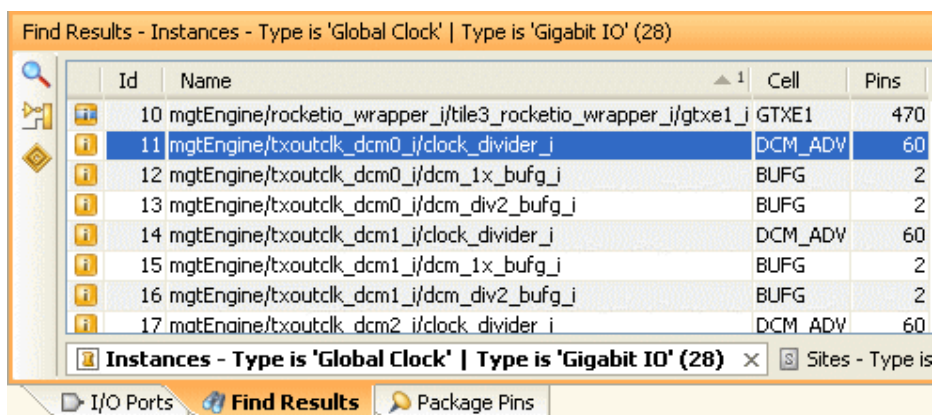 Find Results - Instances - Type is 'Global Clock' | Type is 'Gigabit IO' (28)
Id Name 1 Cell Pins
10 mgtEngine/rocketio_wrapper_i/tile3_rocketio_wrapper_i/gtxe1_i GTXE1 470
11 mgtEngine/txoutclk_dcm0_i/clock_divider_i DCM_ADV 60
12 mgtEngine/txoutclk_dcm0_i/dcm_1x_bufg_i BUFG 2
13 mgtEngine/txoutclk_dcm0_i/dcm_div2_bufg_i BUFG 2
14 mgtEngine/txoutclk_dcm1_i/clock_divider_i DCM_ADV 60
15 mgtEngine/txoutclk_dcm1_i/dcm_1x_bufg_i BUFG 2
16 mgtEngine/txoutclk_dcm1_i/dcm_div2_bufg_i BUFG 2
17 mgtEngine/txoutclk_dcm2_i/clock_divider_i DCM_ADV 60
Instances - Type is 'Global Clock' | Type is 'Gigabit IO' (28) Sites - Type is
I/O Ports Find Results Package Pins